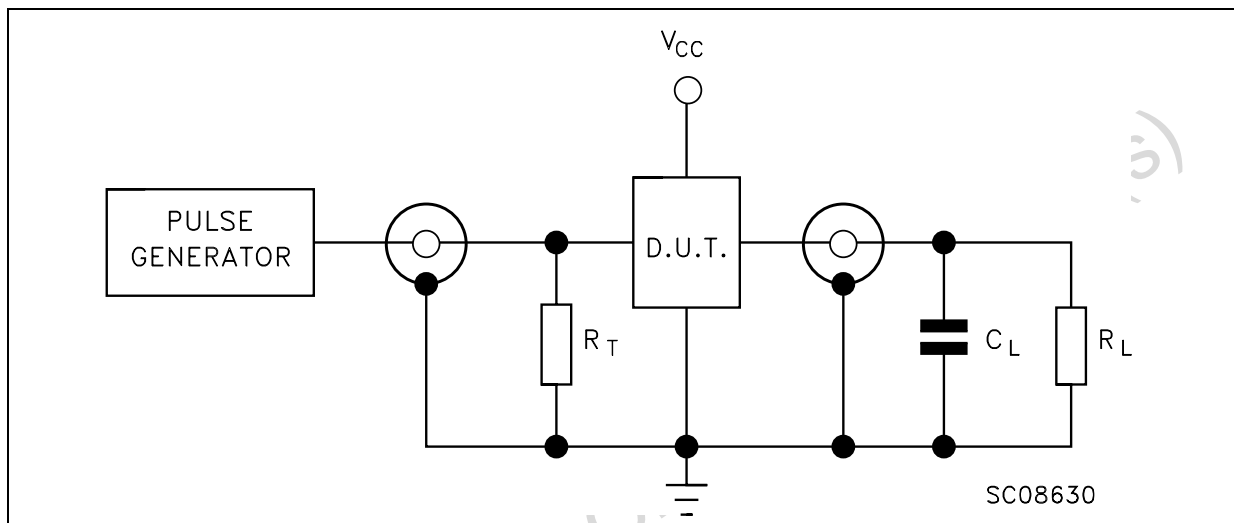 VCC
PULSE
GENERATOR
D.U.T.
RT
CL
RL
SC08630